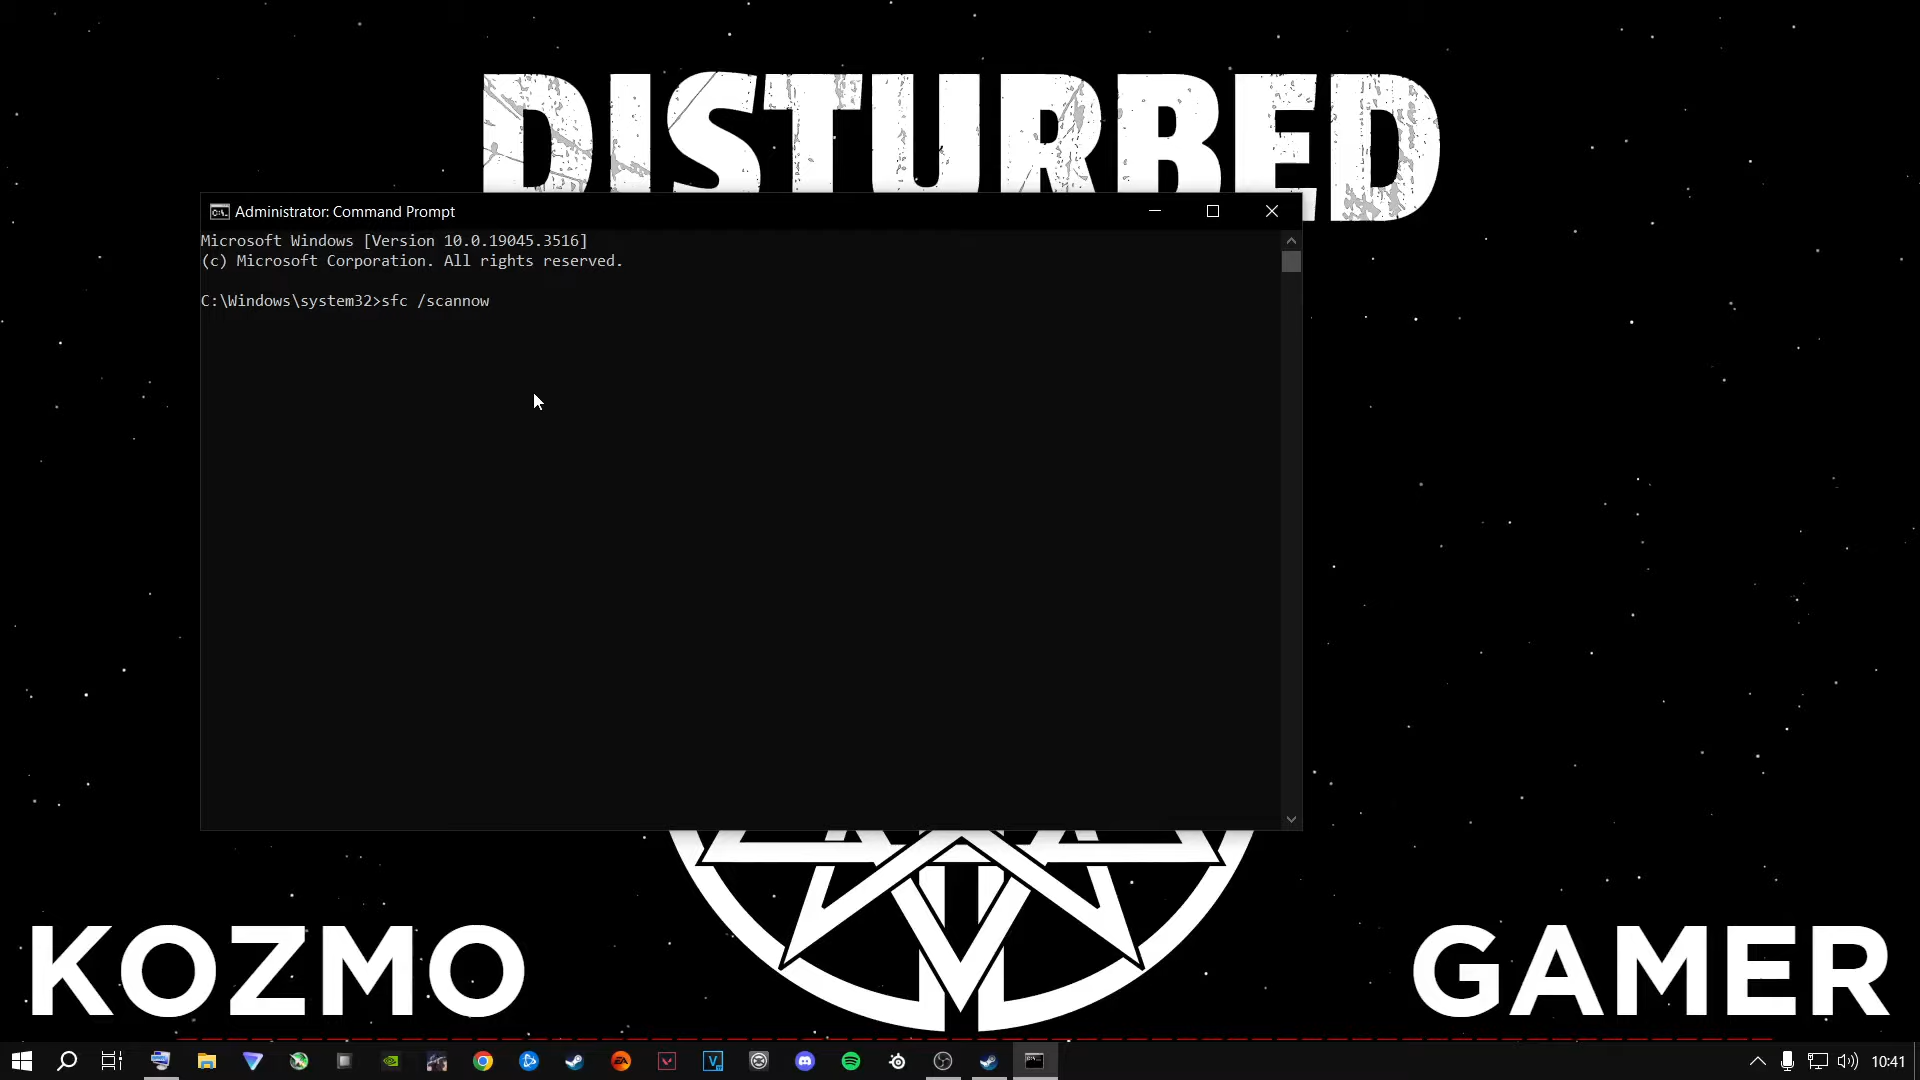 DISTURBED
Administrator: Command Prompt
Microsoft Windows [Version 10.0.19045.3516]
(c) Microsoft Corporation. All rights reserved.
C:\Windows\system32>sfc /scannow
KOZMO
GAMER
10:41